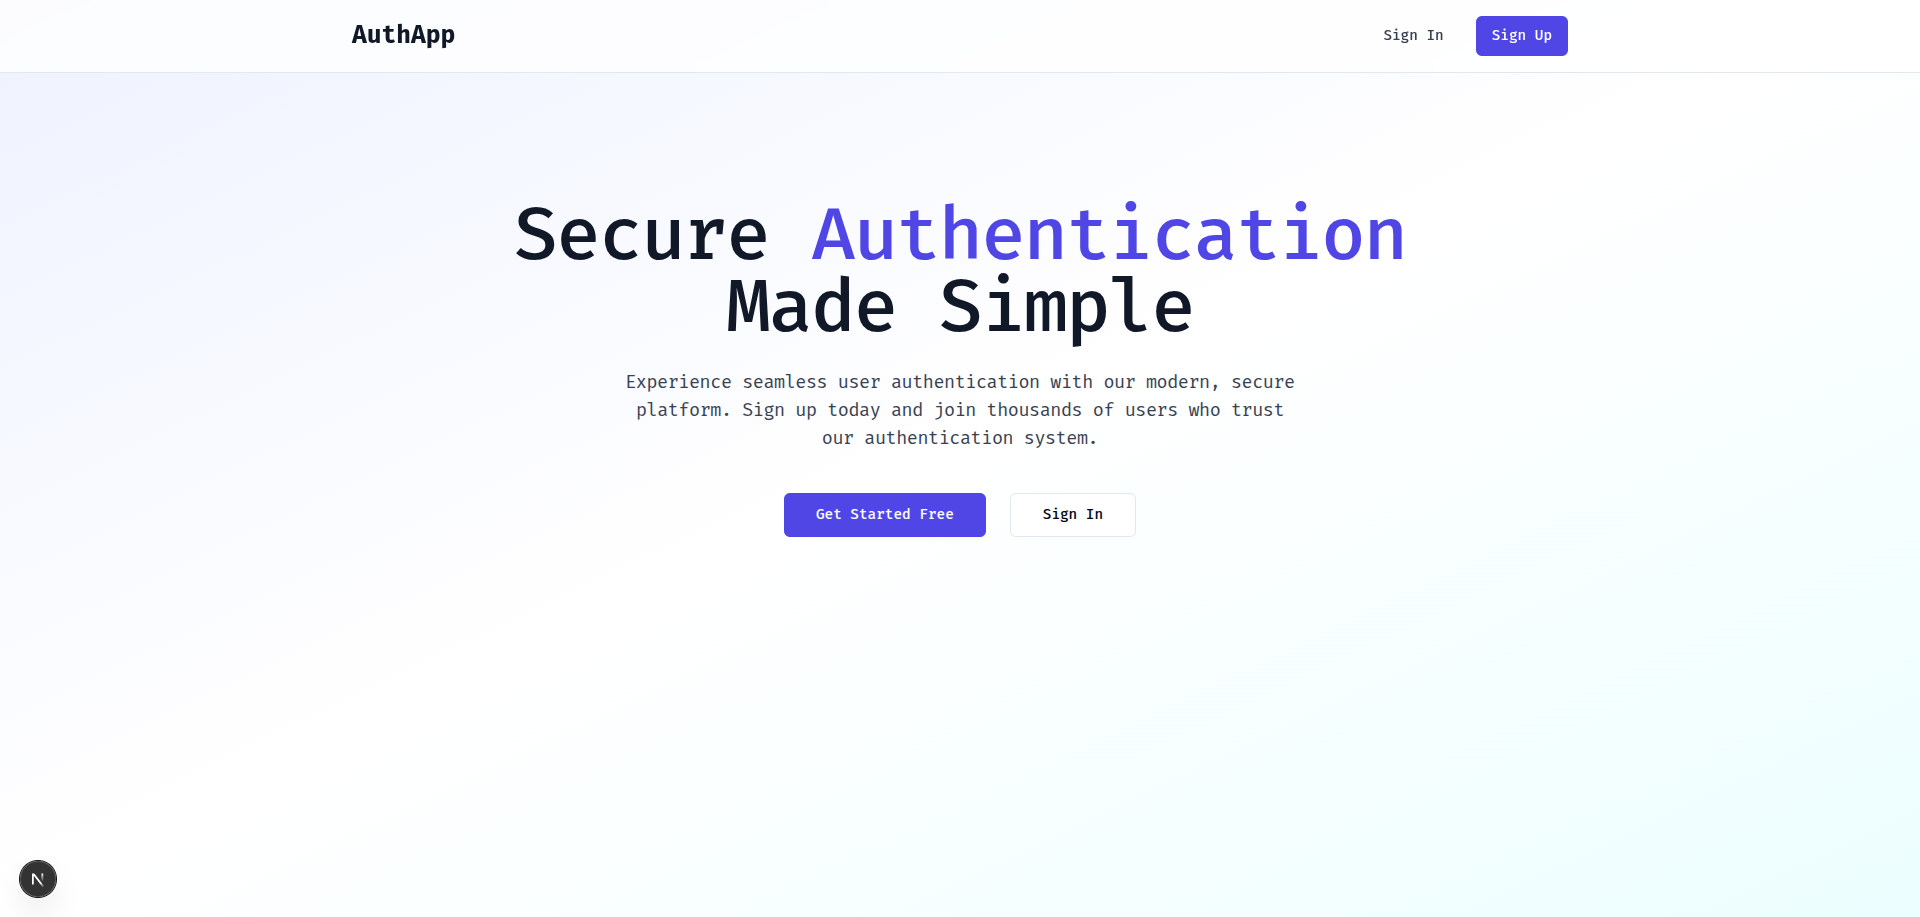 AuthApp
Sign In
Sign Up
Secure Authentication
Made Simple
Experience seamless user authentication with our modern, secure
platform. Sign up today and join thousands of users who trust
our authentication system.
Get Started Free
Sign In
N